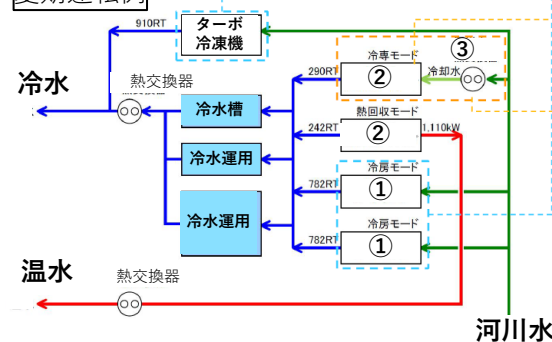 夏期運転例
910RT
ターボ
冷凍機
冷専モード
③
冷水
熱交換器
290RT
②
冷却水
冷水槽
熱回収モード
242RT
②
1,110kW
冷水運用
冷房モード
782RT
①
冷水運用
冷房モード
782RT
①
温水
熱交換器
河川水